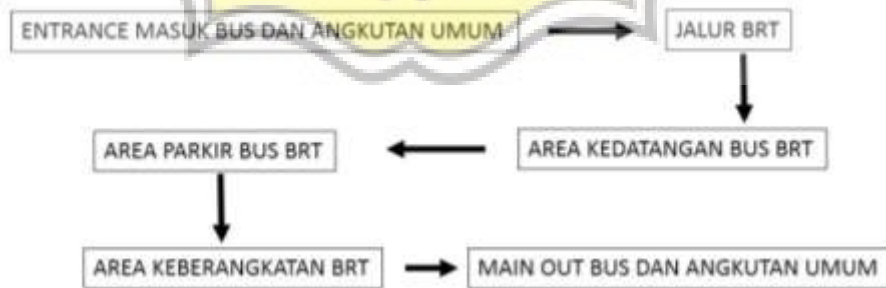 ENTRANCE MASUK BUS DAN ANGKUTAN UMUM
JALUR BRT
AREA KEDATANGAN BUS BRT
AREA PARKIR BUS BRT
AREA KEBERANGKATAN BRT
MAIN OUT BUS DAN ANGKUTAN UMUM